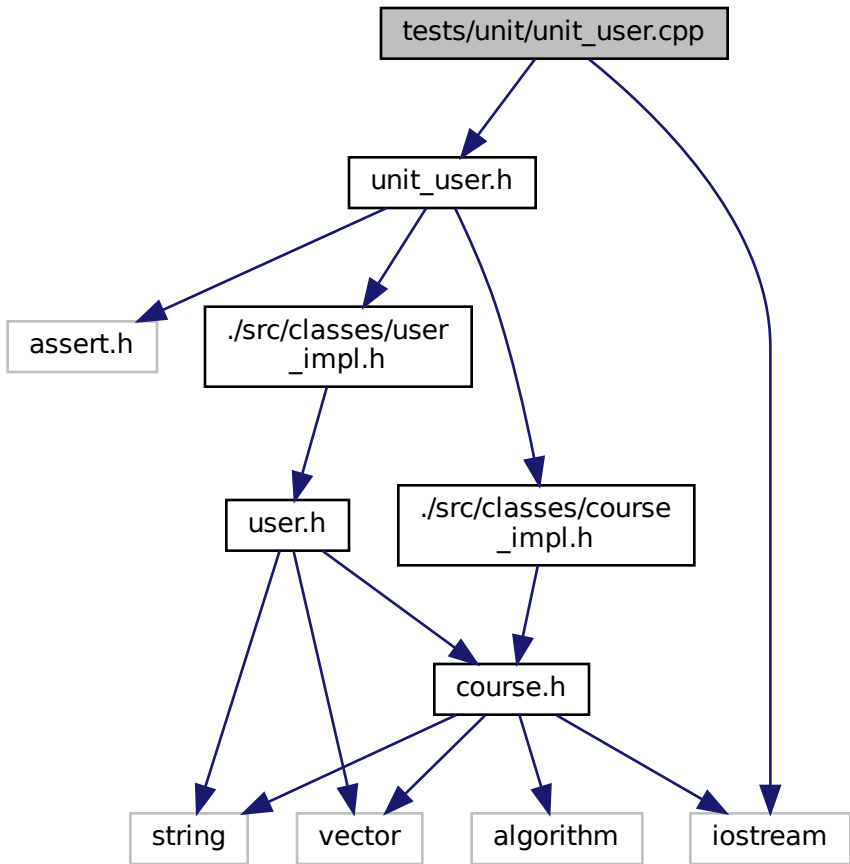 tests/unit/unit_user.cpp
unit_user.h
assert.h
./src/classes/user
_impl.h
./src/classes/course
_impl.h
user.h
course.h
string
vector
algorithm
iostream